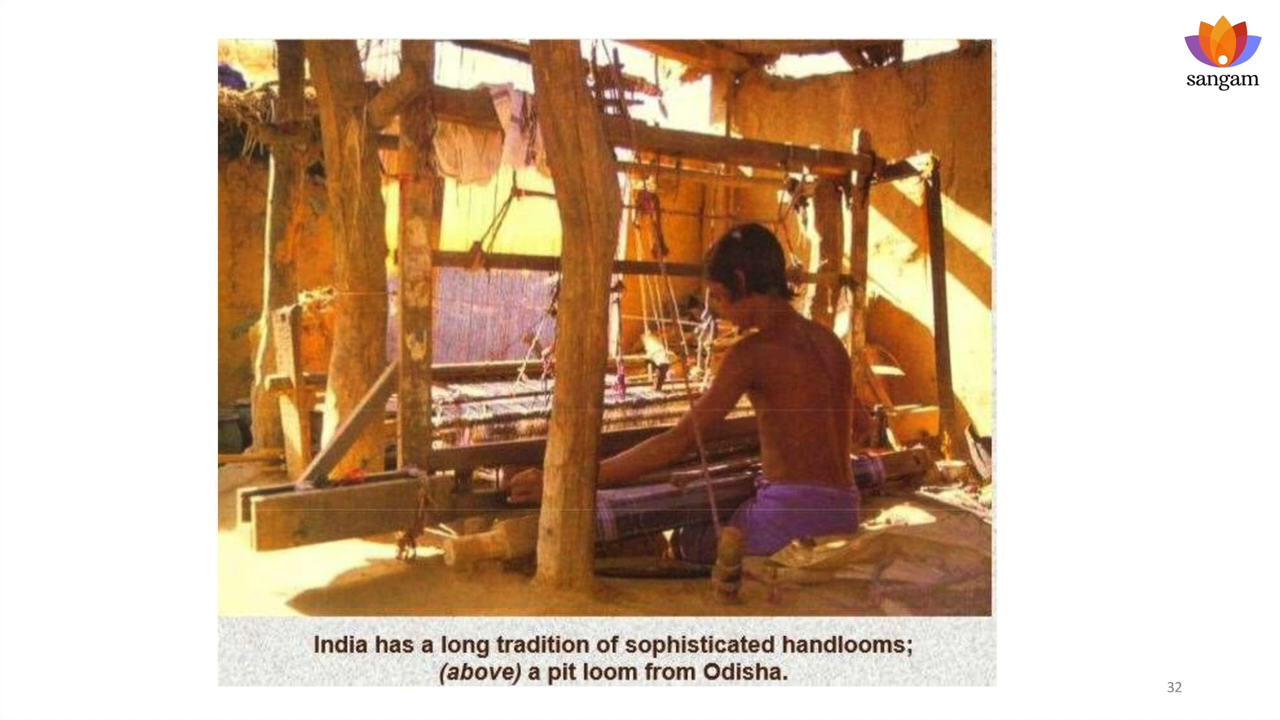 sangam
India has a long tradition of sophisticated handlooms;
(above) a pit loom from Odisha.
32